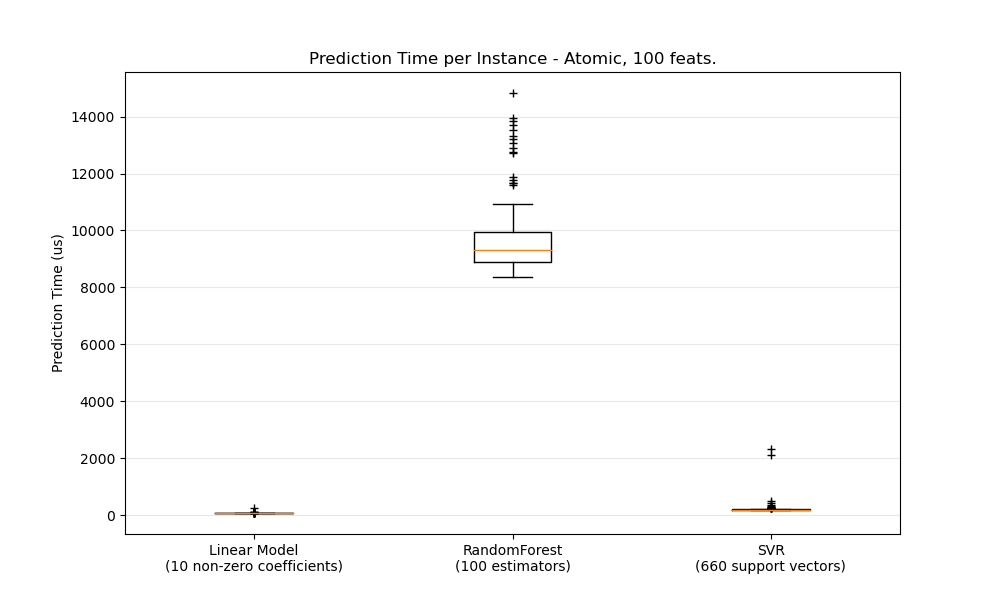 Prediction Time per Instance - Atomic, 100 feats.
Prediction Time (us)
14000
12000
10000
8000
6000
4000
2000
0
Linear Model
(10 non-zero coefficients)
RandomForest
(100 estimators)
SVR
(660 support vectors)